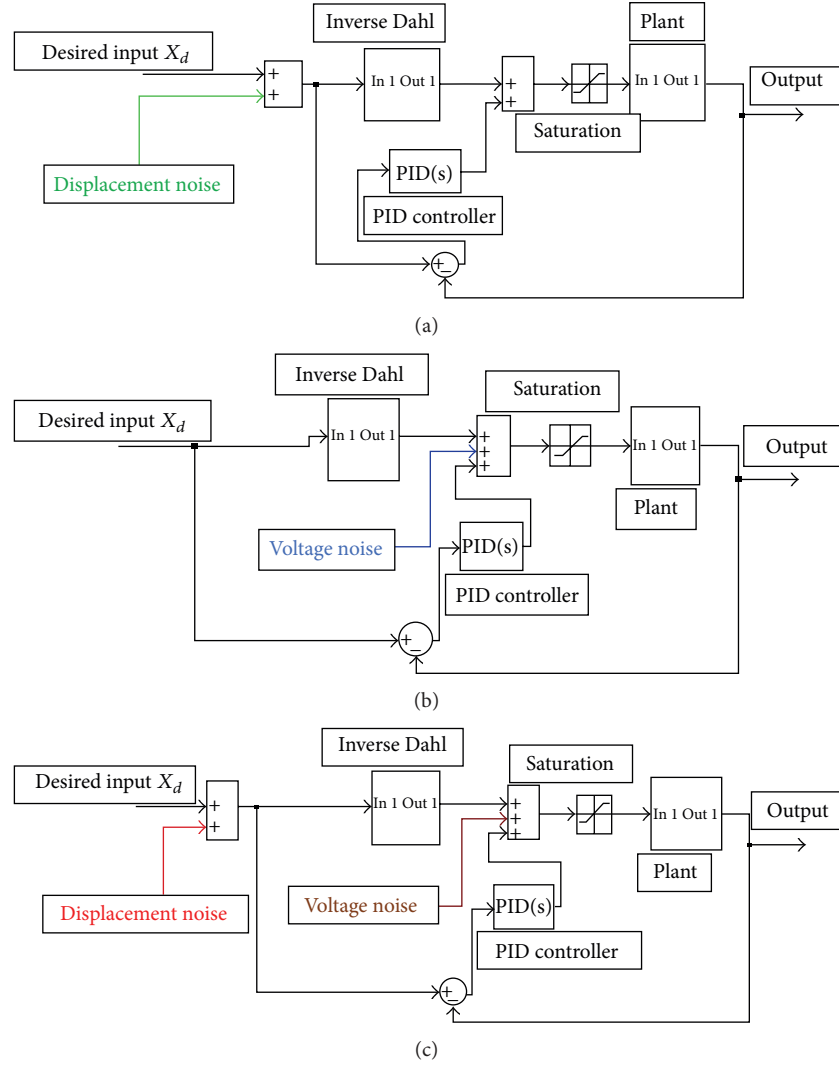 Inverse Dahl
Plant
Desired input X_d
+
+
In 1 Out 1
+
+
In 1 Out 1
Output
Saturation
Displacement noise
PID(s)
PID controller
+
−
(a)
Inverse Dahl
Saturation
Desired input X_d
In 1 Out 1
+
+
+
In 1 Out 1
Output
Plant
Voltage noise
PID(s)
PID controller
+
−
(b)
Inverse Dahl
Saturation
Desired input X_d
+
+
In 1 Out 1
+
+
+
In 1 Out 1
Output
Plant
Displacement noise
Voltage noise
PID(s)
PID controller
+
−
(c)